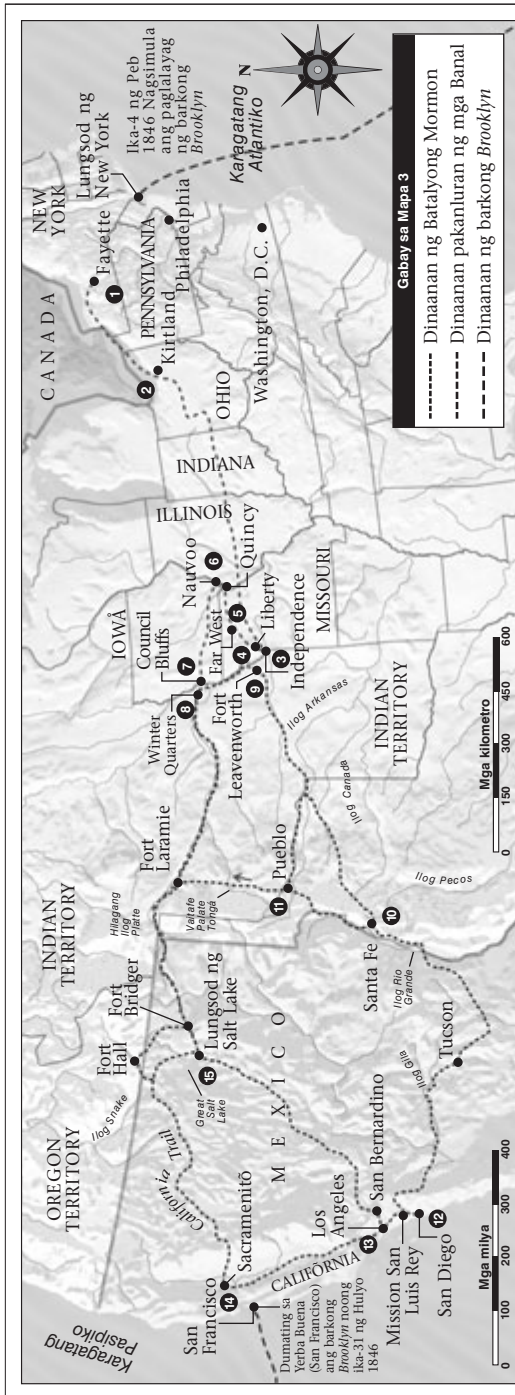 Karagatang
Pasipiko
OREGON
TERRITORY
INDIAN
TERRITORY
CANADA
NEW
YORK
Lungsod ng
New York
Ika-4 ng Peb
1846 Nagsimula
ang paglalayag
ng barkong
Brooklyn
Karagatang
Atlantiko
N
Fayette
1
PENNSYLVANIA
Philadelphia
Kirtland
2
OHIO
Washington, D.C.
INDIANA
ILLINOIS
Nauvoo
6
Quincy
IOWA
Council
Bluffs
7
Far West
5
Liberty
4
3
Independence
MISSOURI
8
Winter
Quarters
Fort
Leavenworth
9
Ilog Arkansas
INDIAN
TERRITORY
Fort
Laramie
Hilagang
Ilog
Platte
Pueblo
11
Ilog Canada
Ilog Pecos
10
Santa Fe
Ilog Rio
Grande
Fort
Bridger
Fort
Hall
Ilog Snake
Lungsod ng
Salt Lake
15
Great
Salt
Lake
MEXICO
California Trail
Tucson
Ilog Gila
San Bernardino
Los
Angeles
13
CALIFORNIA
Mission San
Luis Rey
12
San Diego
Sacramento
14
San
Francisco
Dumating sa
Yerba Buena
(San Francisco)
ang barkong
Brooklyn noong
ika-31 ng Hulyo
1846
Mga milya
0 100 200 300 400
Mga kilometro
0 150 300 450 600
Gabay sa Mapa 3
Dinaanan ng Batalyong Mormon
Dinaanan pakanluran ng mga Banal
Dinaanan ng barkong Brooklyn